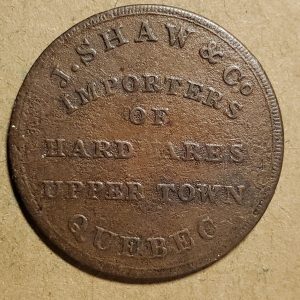 J. SHAW & Co
IMPORTERS
OF
HARD ARES
UPPER TOWN
QUEBEC